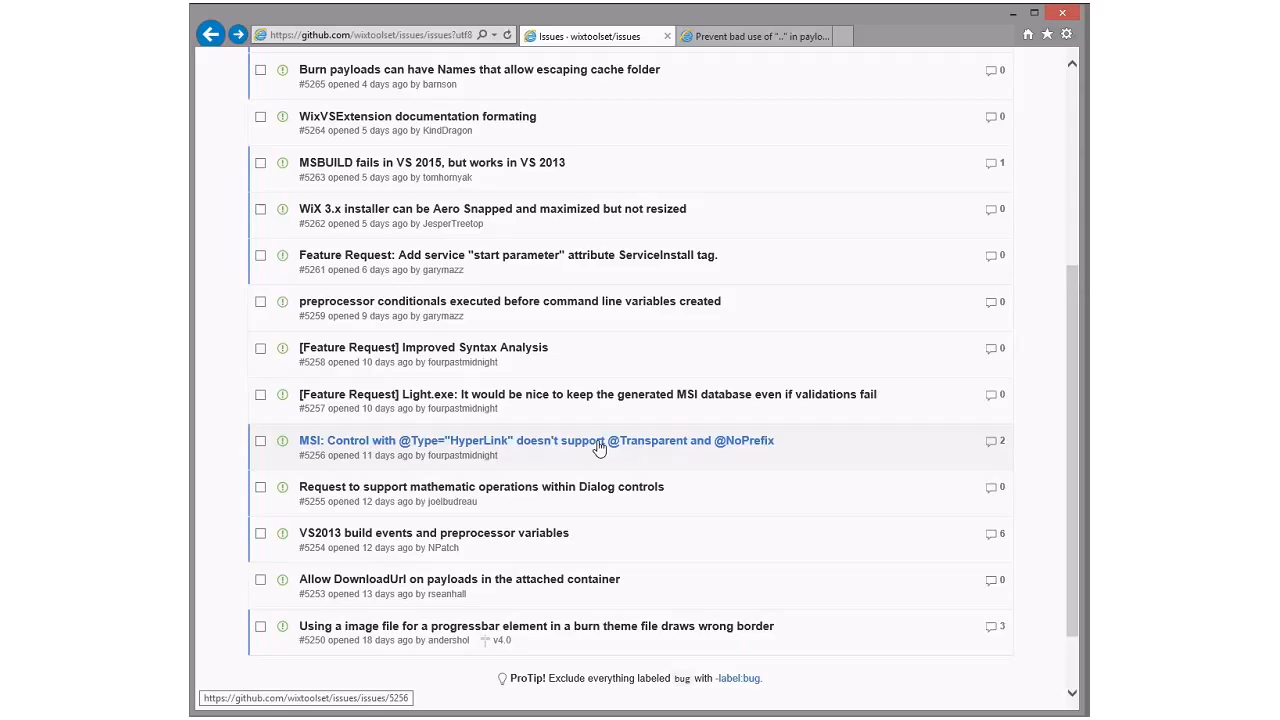 https://github.com/wixtoolset/issues/issues?utf8
Issues · wixtoolset/issues
Prevent bad use of ".." in paylo...
Burn payloads can have Names that allow escaping cache folder
0
#5265 opened 4 days ago by barnson
WixVSExtension documentation formating
0
#5264 opened 5 days ago by KindDragon
MSBUILD fails in VS 2015, but works in VS 2013
1
#5263 opened 5 days ago by tomhornyak
WiX 3.x installer can be Aero Snapped and maximized but not resized
0
#5262 opened 5 days ago by JesperTreetop
Feature Request: Add service "start parameter" attribute ServiceInstall tag.
0
#5261 opened 6 days ago by garymazz
preprocessor conditionals executed before command line variables created
0
#5259 opened 9 days ago by garymazz
[Feature Request] Improved Syntax Analysis
0
#5258 opened 10 days ago by fourpastmidnight
[Feature Request] Light.exe: It would be nice to keep the generated MSI database even if validations fail
0
#5257 opened 10 days ago by fourpastmidnight
MSI: Control with @Type="HyperLink" doesn't support @Transparent and @NoPrefix
2
#5256 opened 11 days ago by fourpastmidnight
Request to support mathematic operations within Dialog controls
0
#5255 opened 12 days ago by joelbudreau
VS2013 build events and preprocessor variables
6
#5254 opened 12 days ago by NPatch
Allow DownloadUrl on payloads in the attached container
0
#5253 opened 13 days ago by rseanhall
Using a image file for a progressbar element in a burn theme file draws wrong border
3
#5250 opened 18 days ago by andershol v4.0
ProTip! Exclude everything labeled bug with -label:bug.
https://github.com/wixtoolset/issues/issues/5256